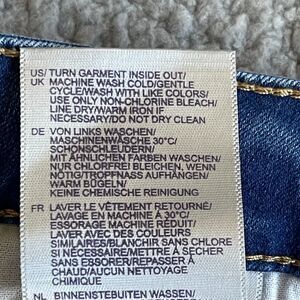 US/ TURN GARMENT INSIDE OUT/
UK MACHINE WASH COLD/GENTLE
CYCLE/WASH WITH LIKE COLORS/
USE ONLY NON-CHLORINE BLEACH/
LINE DRY/WARM IRON IF
NECESSARY/DO NOT DRY CLEAN
DE VON LINKS WASCHEN/
MASCHINENWÄSCHE 30°C/
SCHONSCHLEUDERN/
MIT ÄHNLICHEN FARBEN WASCHEN/
NUR CHLORFREI BLEICHEN, WENN
NÖTIG/TROPFNASS AUFHÄNGEN/
WARM BÜGELN/
KEINE CHEMISCHE REINIGUNG
FR LAVER LE VÊTEMENT RETOURNÉ/
LAVAGE EN MACHINE À 30°C/
ESSORAGE MACHINE RÉDUIT/
LAVER AVEC DES COULEURS
SIMILAIRES/BLANCHIR SANS CHLORE
SI NÉCESSAIRE/METTRE À SÉCHER
SANS ESSORER/REPASSER À
CHAUD/AUCUN NETTOYAGE
CHIMIQUE
NL BINNENSTEBUITEN WASSEN/